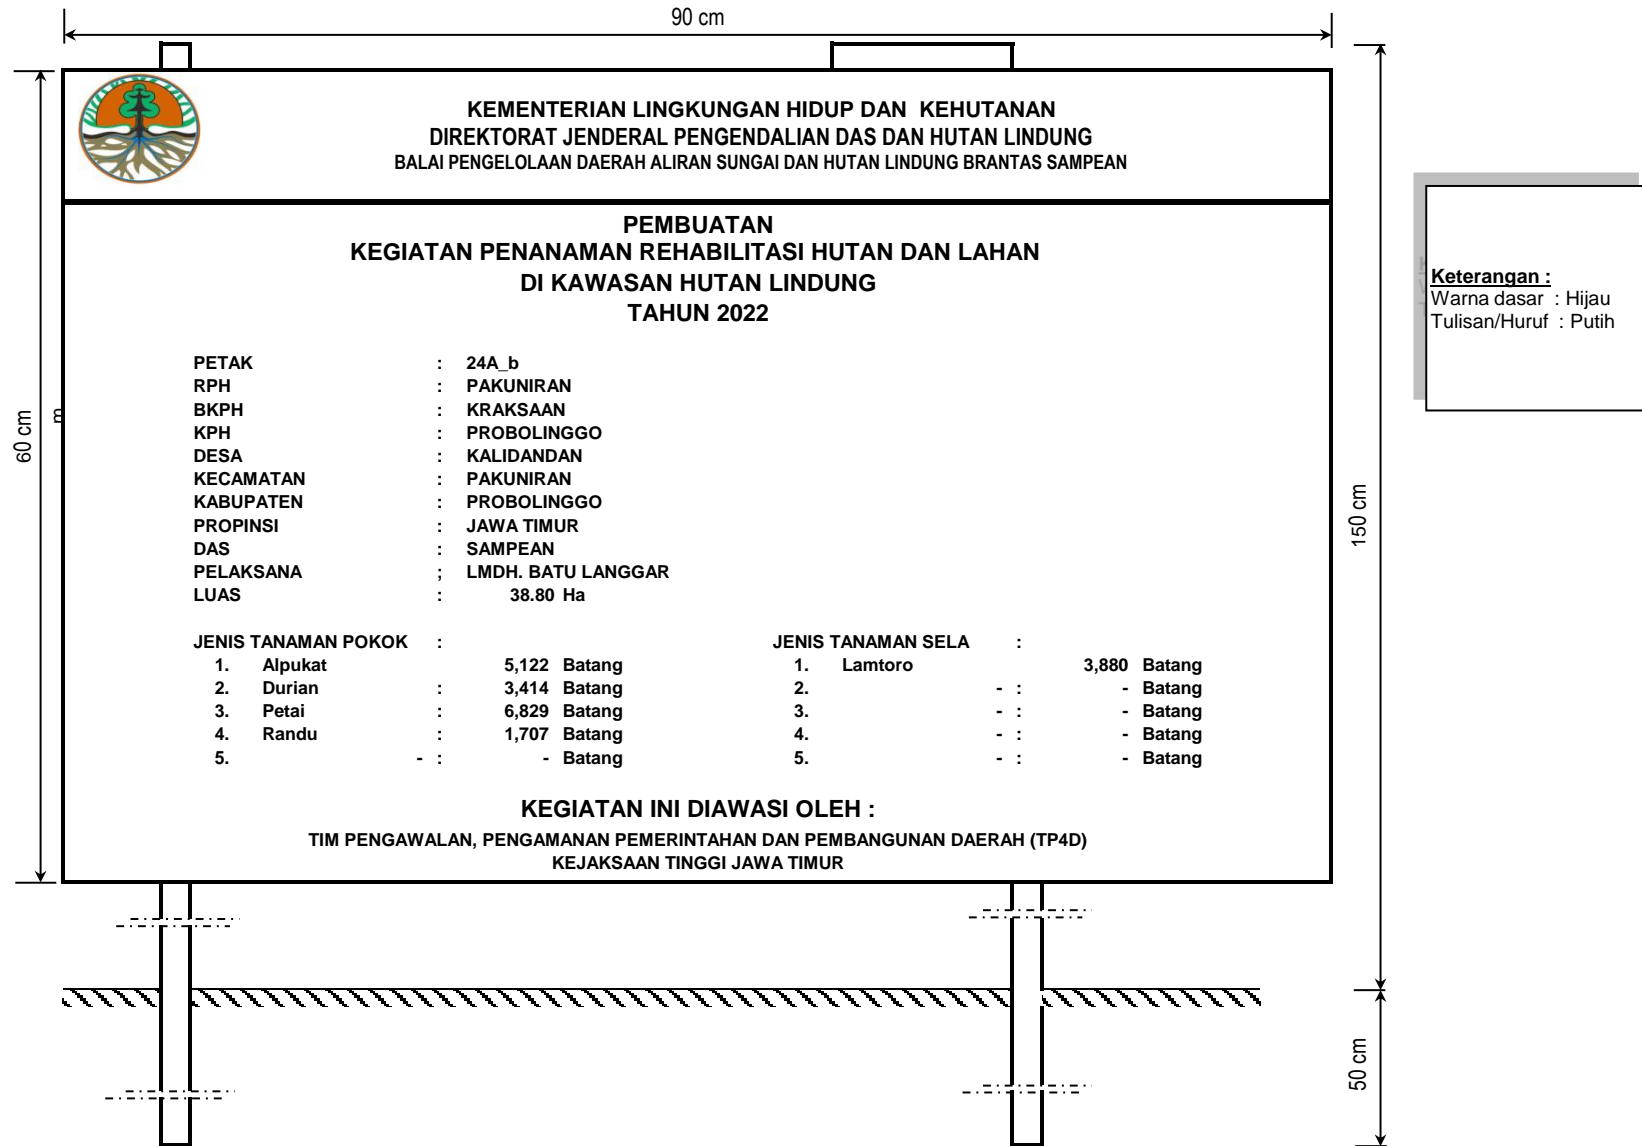 90 cm
KEMENTERIAN LINGKUNGAN HIDUP DAN KEHUTANAN
DIREKTORAT JENDERAL PENGENDALIAN DAS DAN HUTAN LINDUNG
BALAI PENGELOLAAN DAERAH ALIRAN SUNGAI DAN HUTAN LINDUNG BRANTAS SAMPEAN
PEMBUATAN
KEGIATAN PENANAMAN REHABILITASI HUTAN DAN LAHAN
DI KAWASAN HUTAN LINDUNG
TAHUN 2022
PETAK : 24A_b
RPH : PAKUNIRAN
BKPH : KRAKSAAN
KPH : PROBOLINGGO
DESA : KALIDANDAN
KECAMATAN : PAKUNIRAN
KABUPATEN : PROBOLINGGO
PROPINSI : JAWA TIMUR
DAS : SAMPEAN
PELAKSANA ; LMDH. BATU LANGGAR
LUAS : 38.80 Ha
JENIS TANAMAN POKOK : JENIS TANAMAN SELA :
1. Alpukat 5,122 Batang 1. Lamtoro 3,880 Batang
2. Durian : 3,414 Batang 2. - : - Batang
3. Petai : 6,829 Batang 3. - : - Batang
4. Randu : 1,707 Batang 4. - : - Batang
5. - : - Batang 5. - : - Batang
KEGIATAN INI DIAWASI OLEH :
TIM PENGAWALAN, PENGAMANAN PEMERINTAHAN DAN PEMBANGUNAN DAERAH (TP4D)
KEJAKSAAN TINGGI JAWA TIMUR
60 cm
m
150 cm
50 cm
Keterangan :
Warna dasar : Hijau
Tulisan/Huruf : Putih